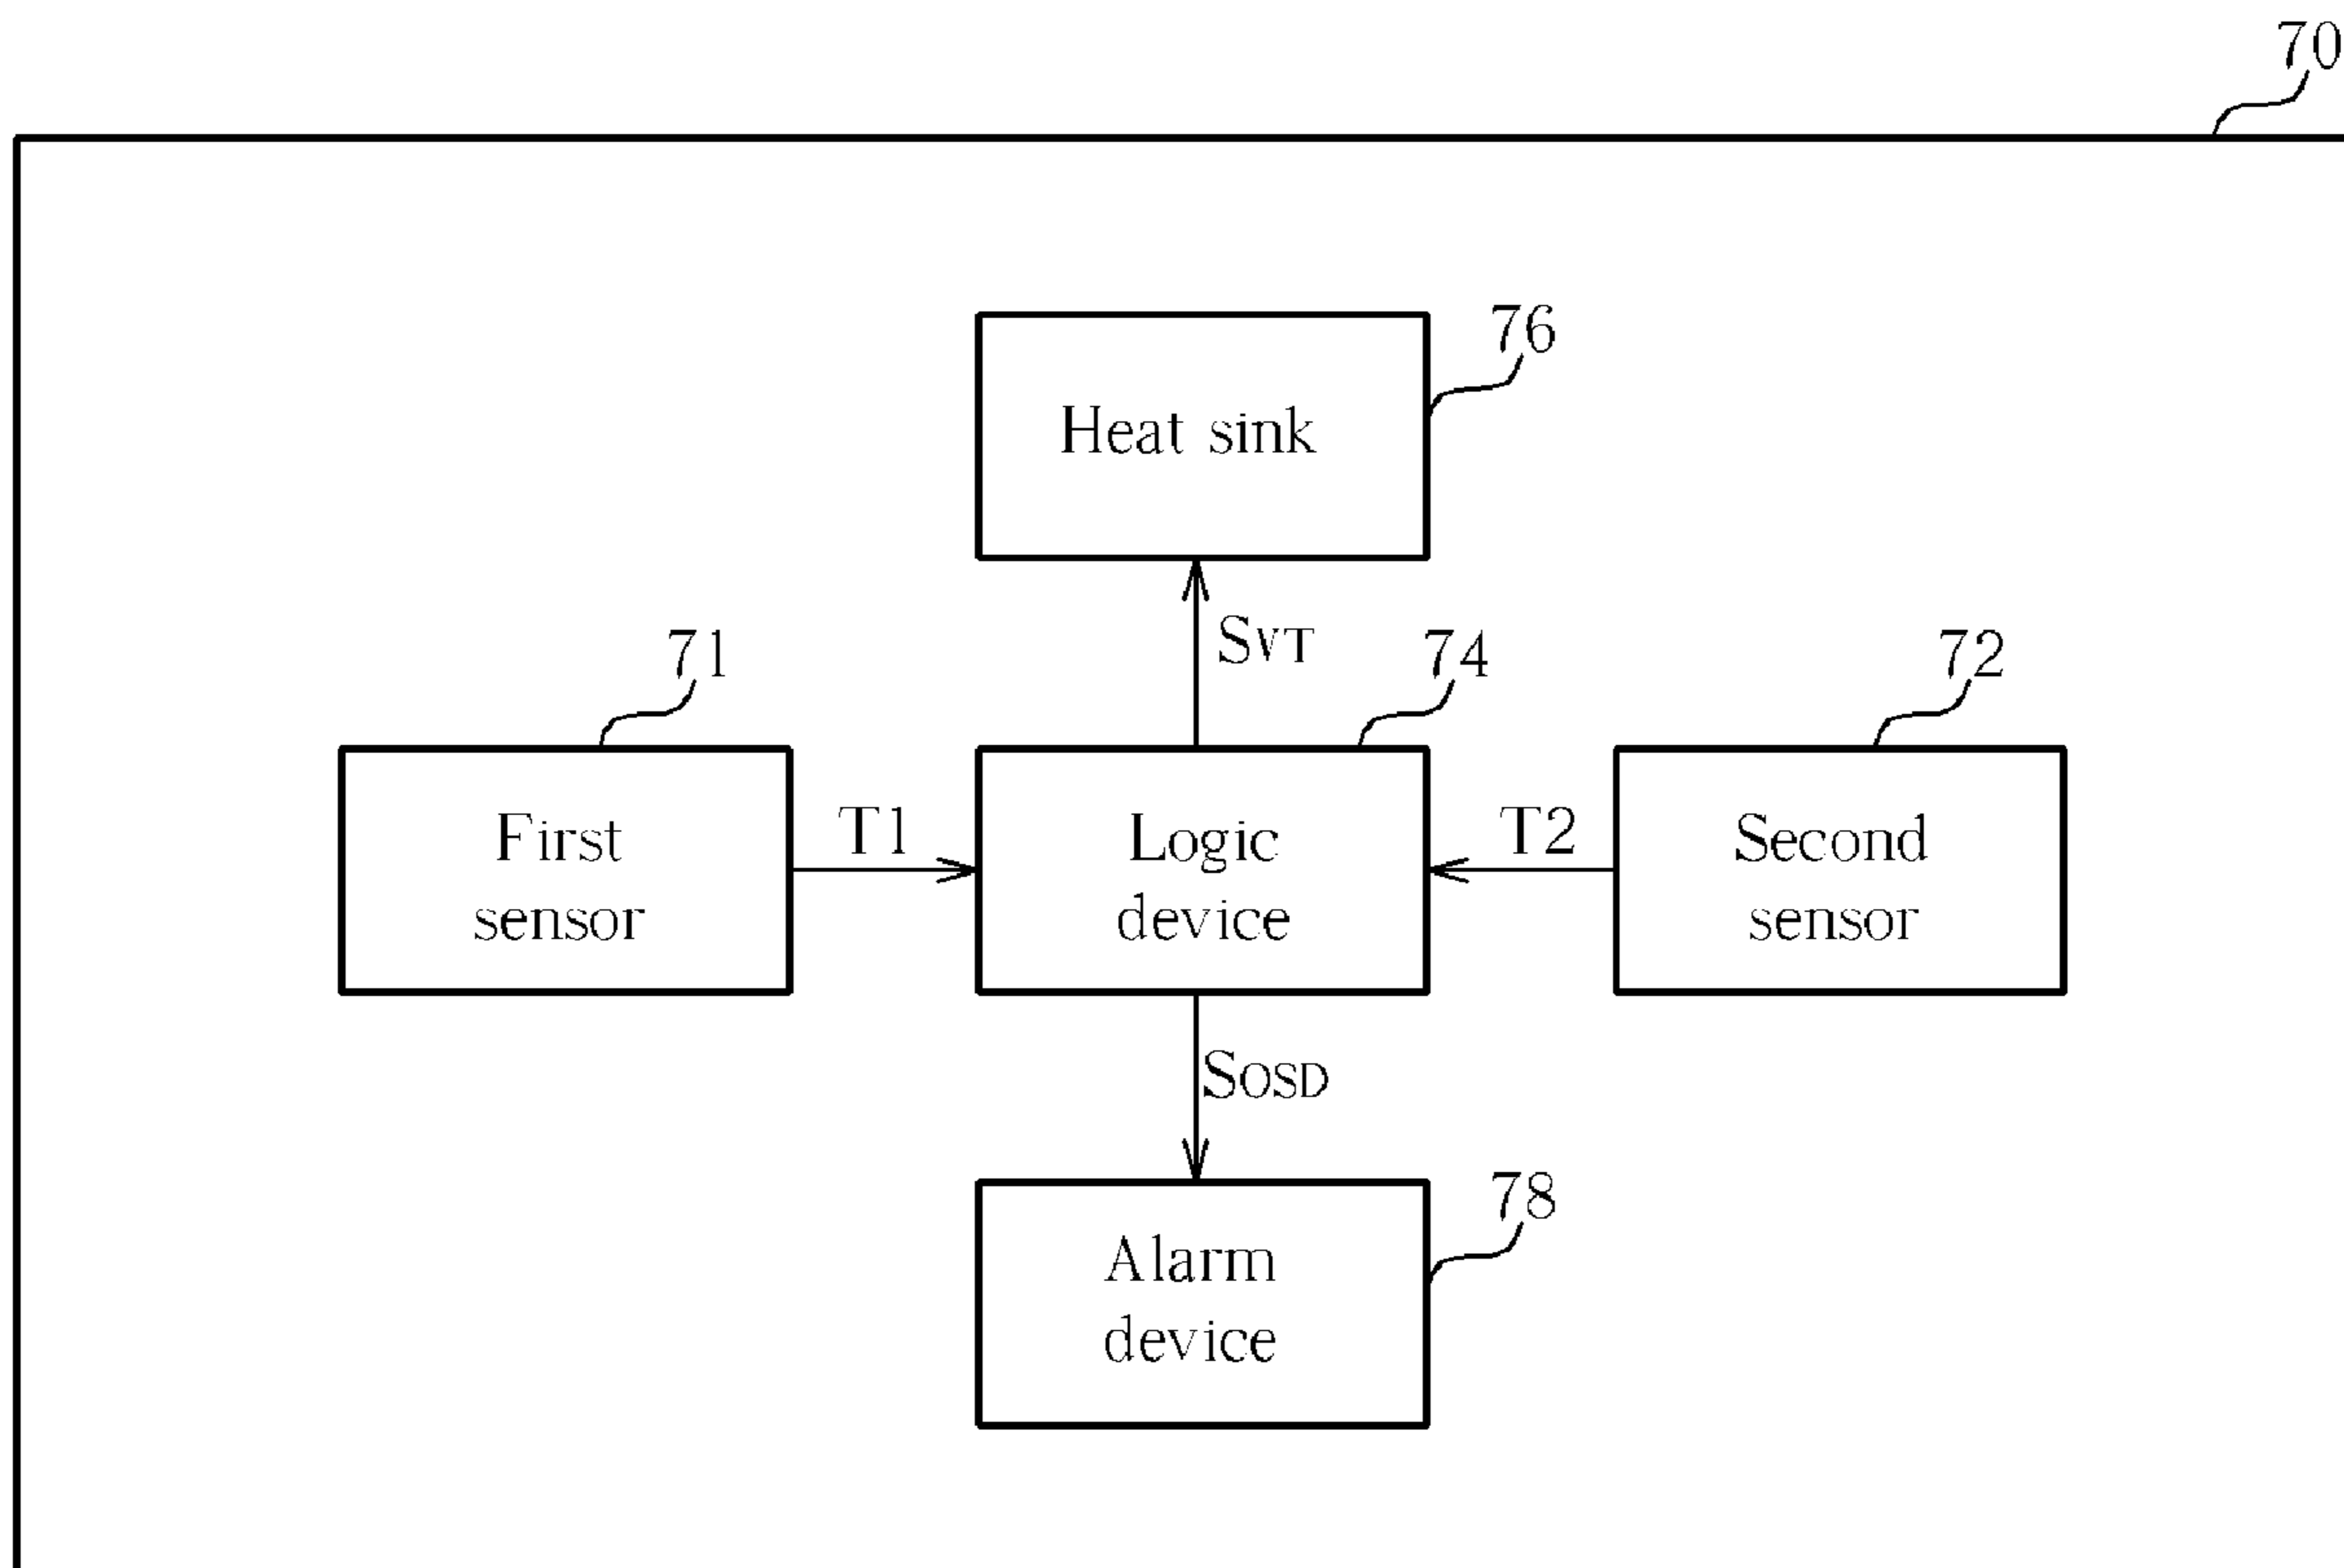 70
76
Heat sink
SVT
71
74
72
T1
T2
First
sensor
Logic
device
Second
sensor
SOSD
78
Alarm
device